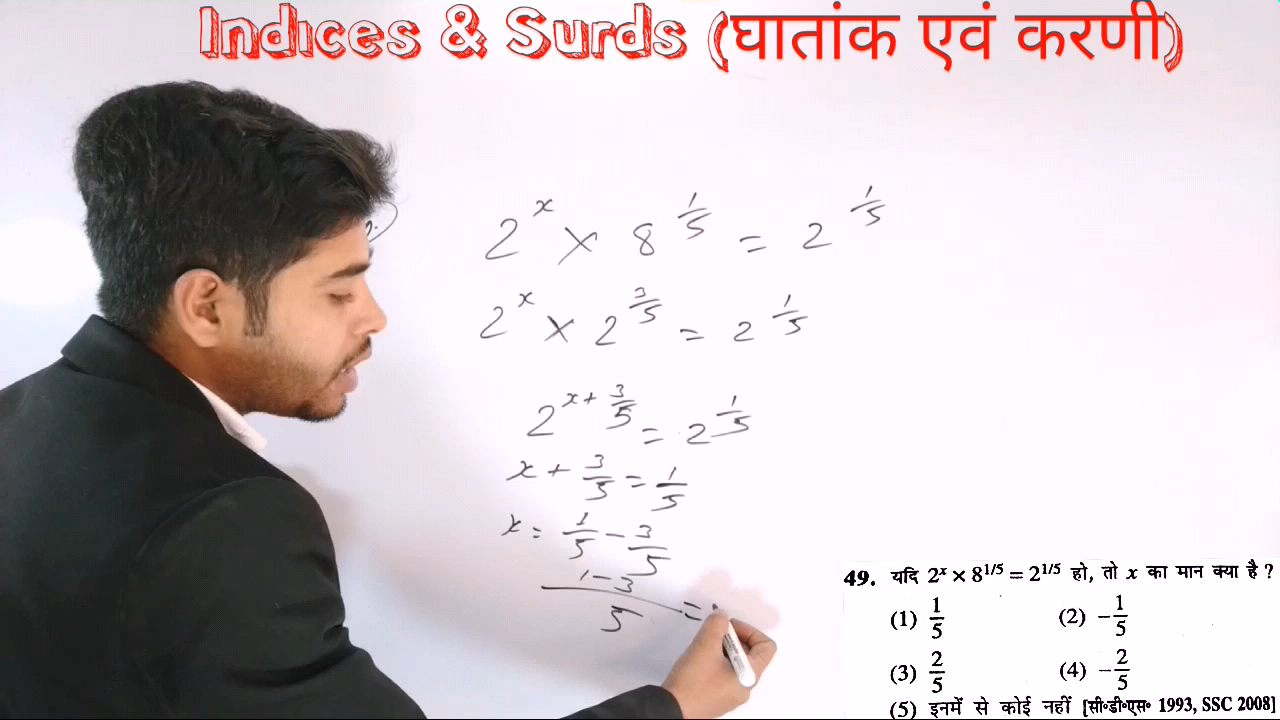 Indices & Surds (घातांक एवं करणी)
2^x × 8^1/5 = 2^1/5
2^x × 2^3/5 = 2^1/5
2^x+3/5 = 2^1/5
x + 3/5 = 1/5
x = 1/5 - 3/5
1-3/5 =
49. यदि 2^x × 8^1/5 = 2^1/5 हो, तो x का मान क्या है ?
(1) 1/5 (2) -1/5
(3) 2/5 (4) -2/5
(5) इनमें से कोई नहीं [सी॰डी॰एस॰ 1993, SSC 2008]